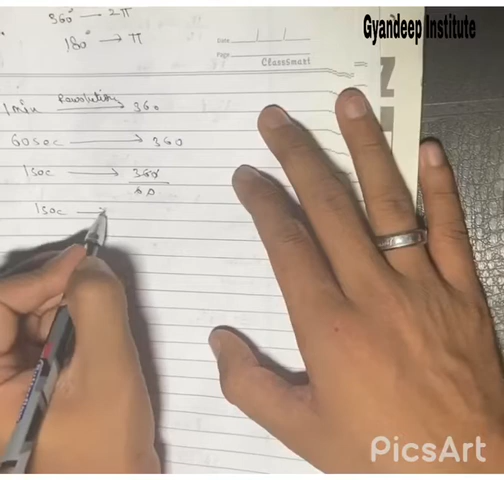 Gyandeep Institute
360° — 2π
180° → π
Date / /
Page
ClassSmart
1 min 360
60 sec → 360
1 sec → 360
60
1 sec →
PicsArt